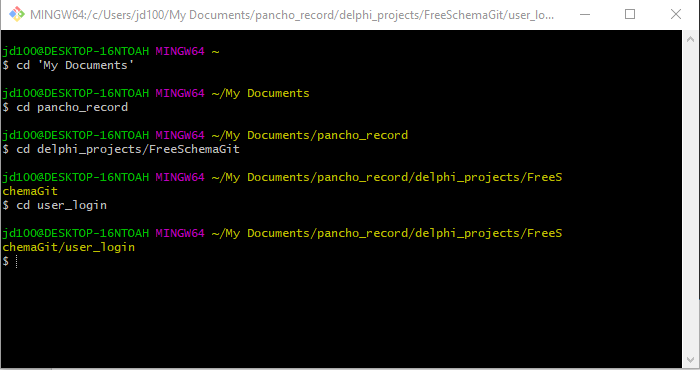 MINGW64:/c/Users/jd100/My Documents/pancho_record/delphi_projects/FreeSchemaGit/user_lo...
jd100@DESKTOP-16NTOAH MINGW64 ~
$ cd 'My Documents'
jd100@DESKTOP-16NTOAH MINGW64 ~/My Documents
$ cd pancho_record
jd100@DESKTOP-16NTOAH MINGW64 ~/My Documents/pancho_record
$ cd delphi_projects/FreeSchemaGit
jd100@DESKTOP-16NTOAH MINGW64 ~/My Documents/pancho_record/delphi_projects/FreeS
chemaGit
$ cd user_login
jd100@DESKTOP-16NTOAH MINGW64 ~/My Documents/pancho_record/delphi_projects/FreeS
chemaGit/user_login
$